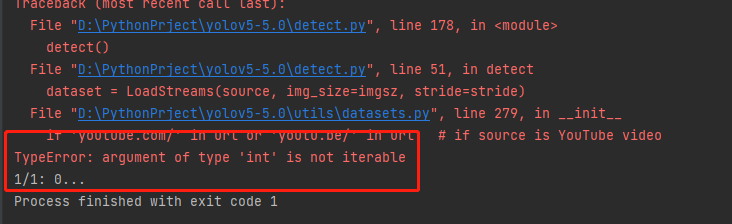 Traceback (most recent call last):
File "D:\PythonPrject\yolov5-5.0\detect.py", line 178, in <module>
detect()
File "D:\PythonPrject\yolov5-5.0\detect.py", line 51, in detect
dataset = LoadStreams(source, img_size=imgsz, stride=stride)
File "D:\PythonPrject\yolov5-5.0\utils\datasets.py", line 279, in __init__
if 'youtube.com/' in url or 'youtu.be/' in url  # if source is YouTube video
TypeError: argument of type 'int' is not iterable
1/1: 0...
Process finished with exit code 1